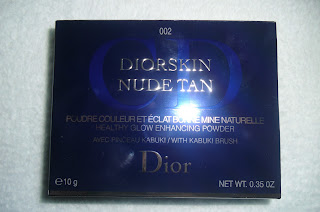 002
DIORSKIN
NUDE TAN
POUDRE COULEUR ET ÉCLAT BONNE MINE NATURELLE
HEALTHY GLOW ENHANCING POWDER
AVEC PINCEAU KABUKI / WITH KABUKI BRUSH
Dior
e 10 g
NET WT. 0.35 OZ